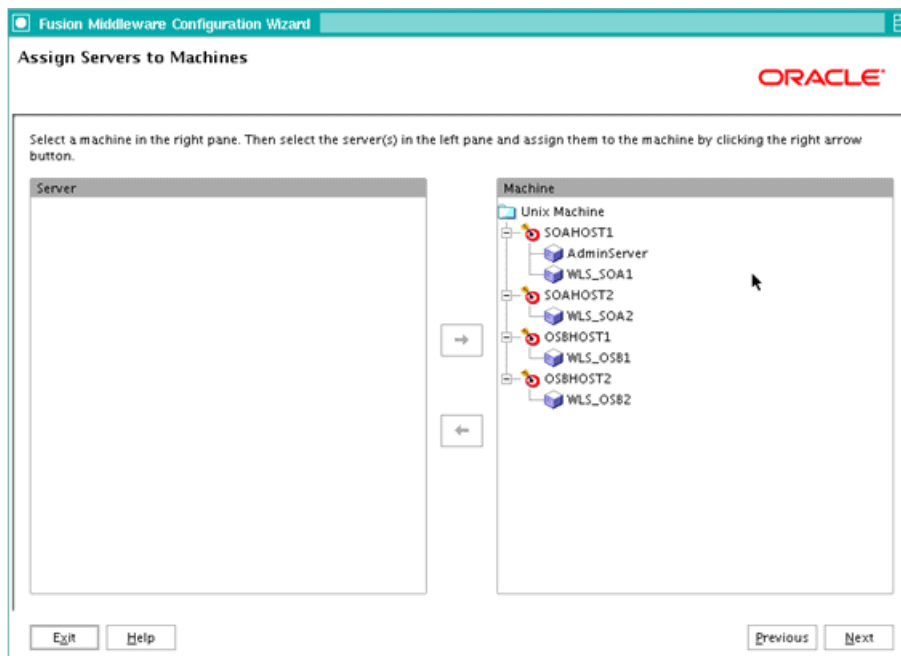 Fusion Middleware Configuration Wizard
Assign Servers to Machines
ORACLE
Select a machine in the right pane. Then select the server(s) in the left pane and assign them to the machine by clicking the right arrow
button.
Server
Machine
Unix Machine
SOAHOST1
AdminServer
WLS_SOA1
SOAHOST2
WLS_SOA2
OSBHOST1
WLS_OSB1
OSBHOST2
WLS_OSB2
Exit
Help
Previous
Next